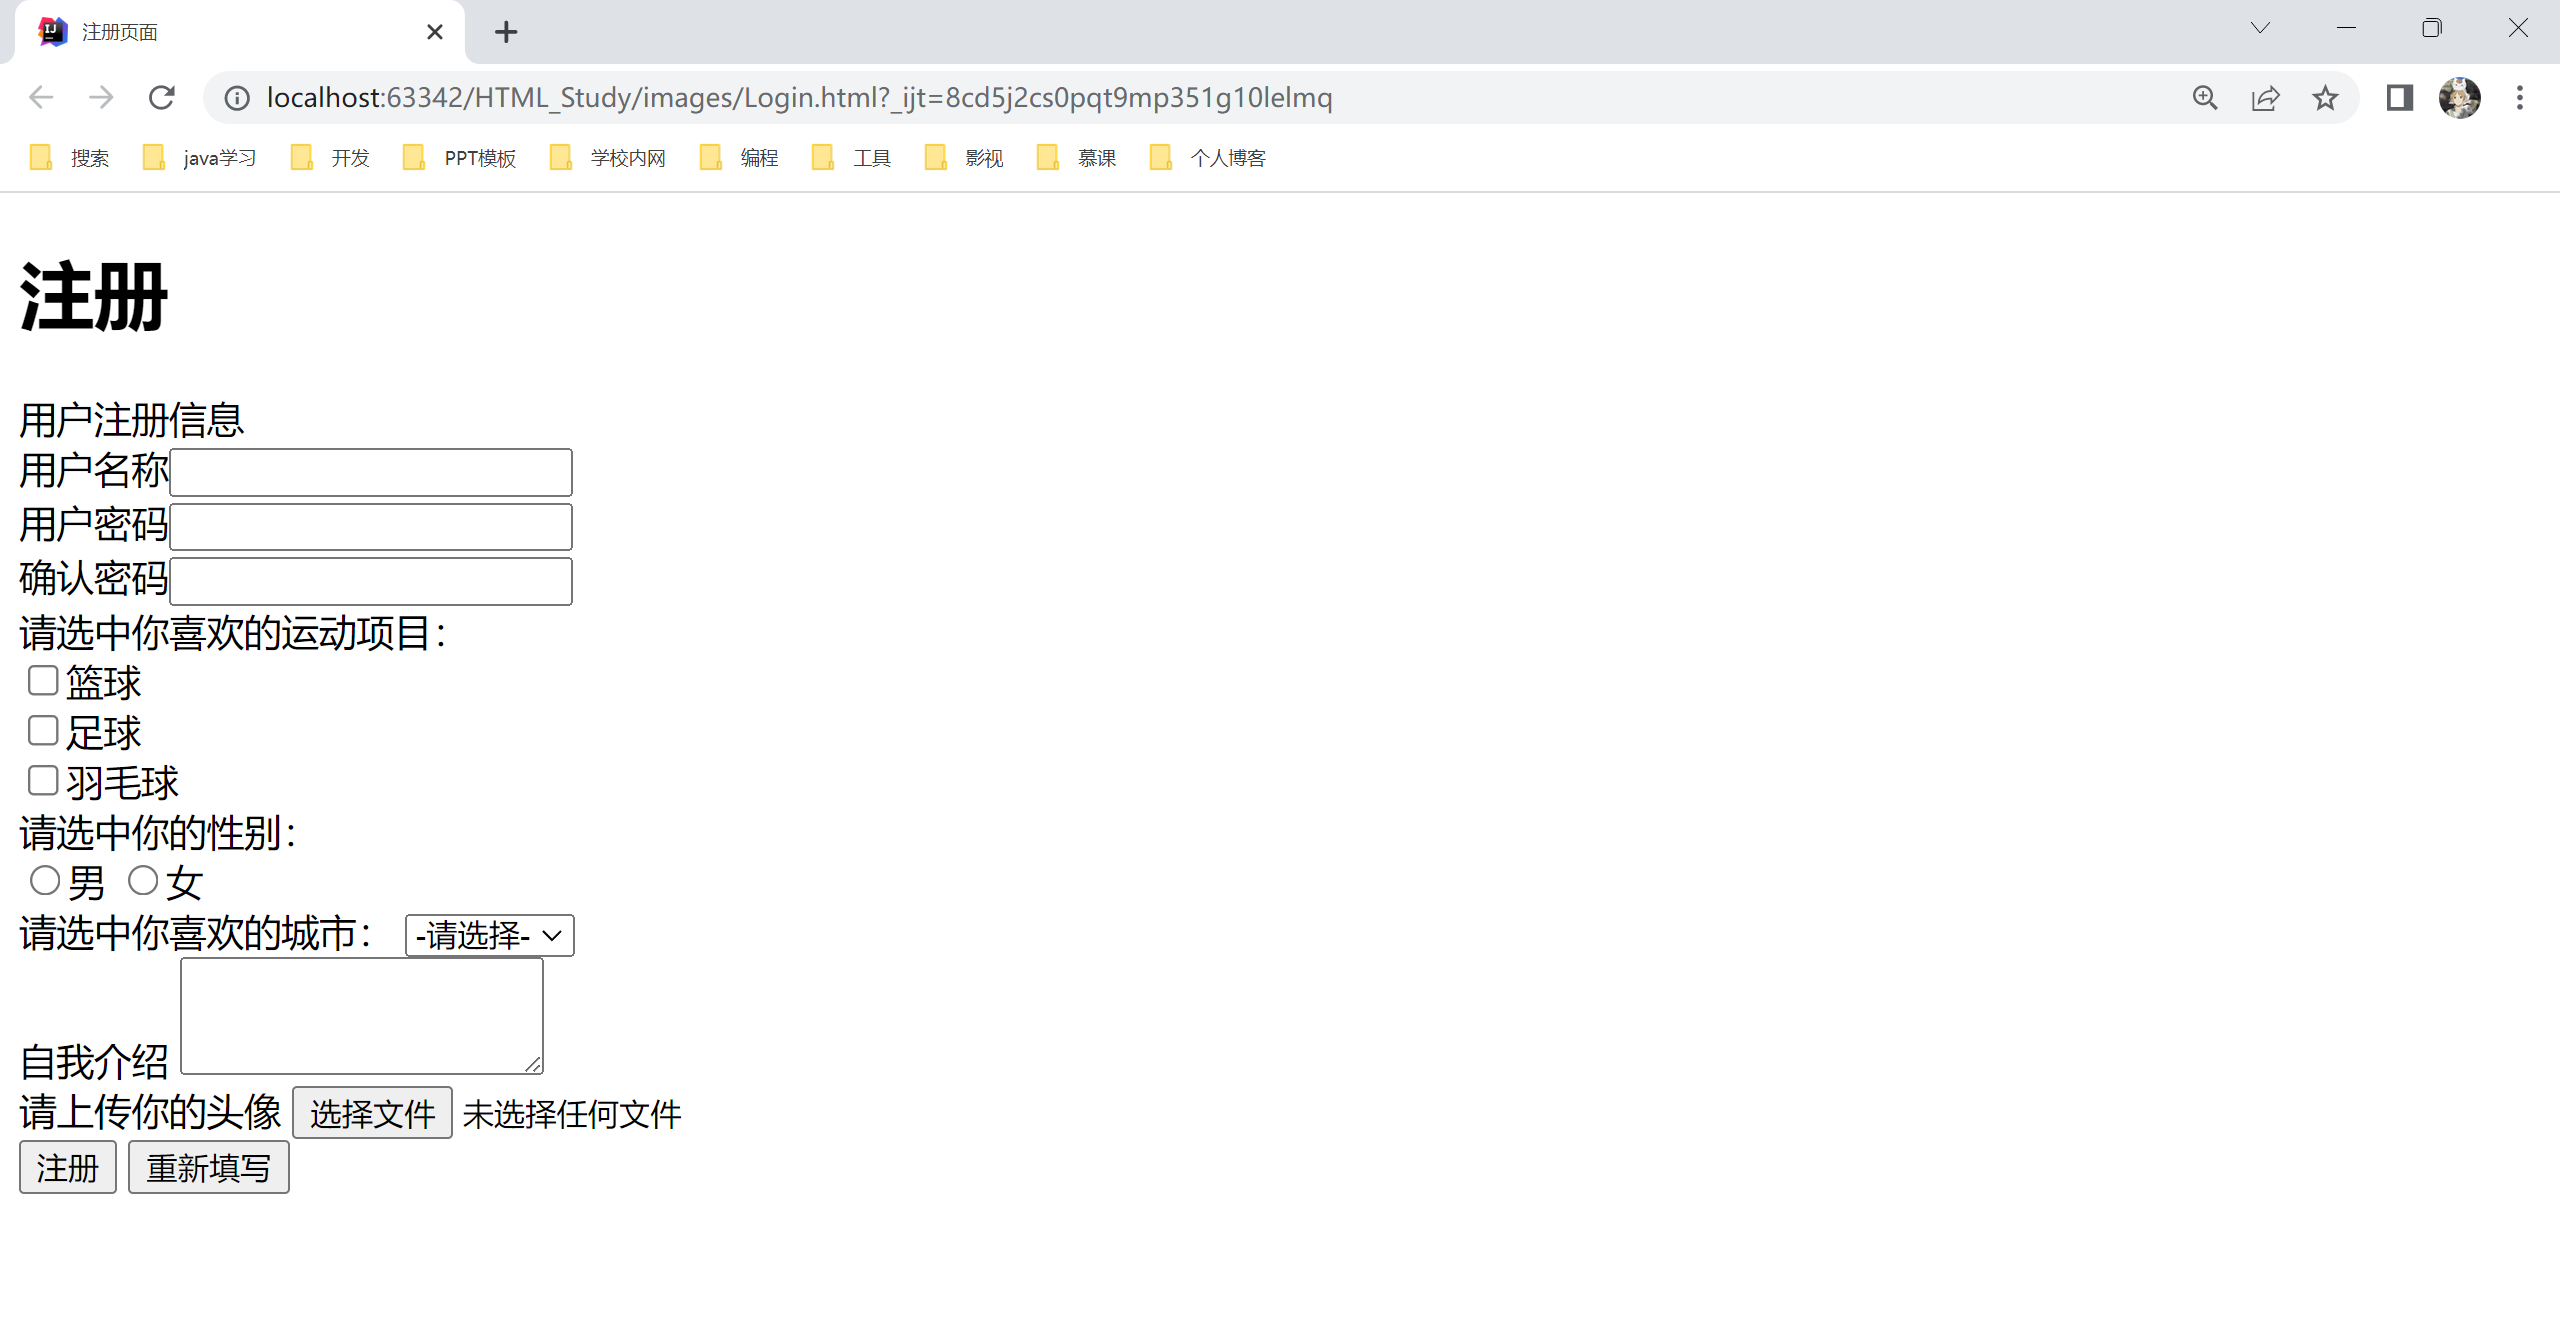 注册页面
localhost:63342/HTML_Study/images/Login.html?_ijt=8cd5j2cs0pqt9mp351g10lelmq
搜索 java学习 开发 PPT模板 学校内网 编程 工具 影视 慕课 个人博客
注册
用户注册信息
用户名称
用户密码
确认密码
请选中你喜欢的运动项目：
篮球
足球
羽毛球
请选中你的性别：
男 女
请选中你喜欢的城市： -请选择-
自我介绍
请上传你的头像 选择文件 未选择任何文件
注册 重新填写